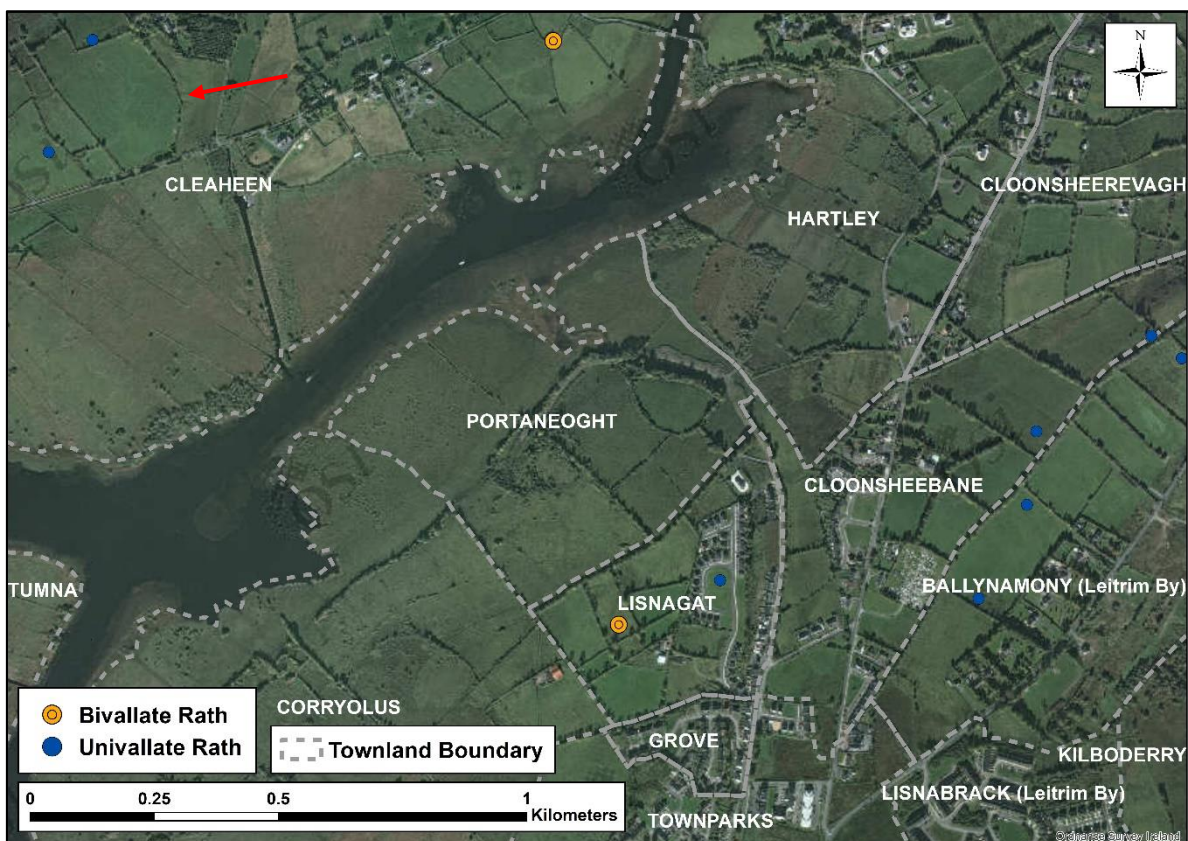 N
CLEAHEEN
CLOONSHEEREVAGH
HARTLEY
PORTANEOGHT
CLOONSHEEBANE
TUMNA
LISNAGAT
BALLYNAMONY (Leitrim By)
CORRYOLUS
GROVE
KILBODERRY
LISNABRACK (Leitrim By)
TOWNPARKS
Bivallate Rath
Univallate Rath
Townland Boundary
0 0.25 0.5 1
Kilometers
Ordnance Survey Ireland